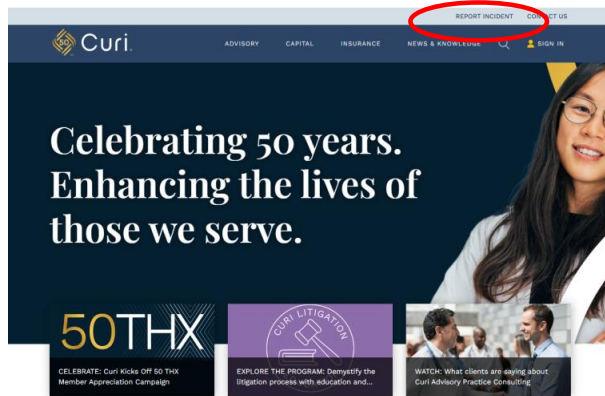 REPORT INCIDENT CONTACT US
50 Curi.
ADVISORY CAPITAL INSURANCE NEWS & KNOWLEDGE SIGN IN
Celebrating 50 years.
Enhancing the lives of
those we serve.
50THX
CELEBRATE: Curi Kicks Off 50 THX
Member Appreciation Campaign
CURI LITIGATION
EXPLORE THE PROGRAM: Demystify the
litigation process with education and...
WATCH: What clients are saying about
Curi Advisory Practice Consulting